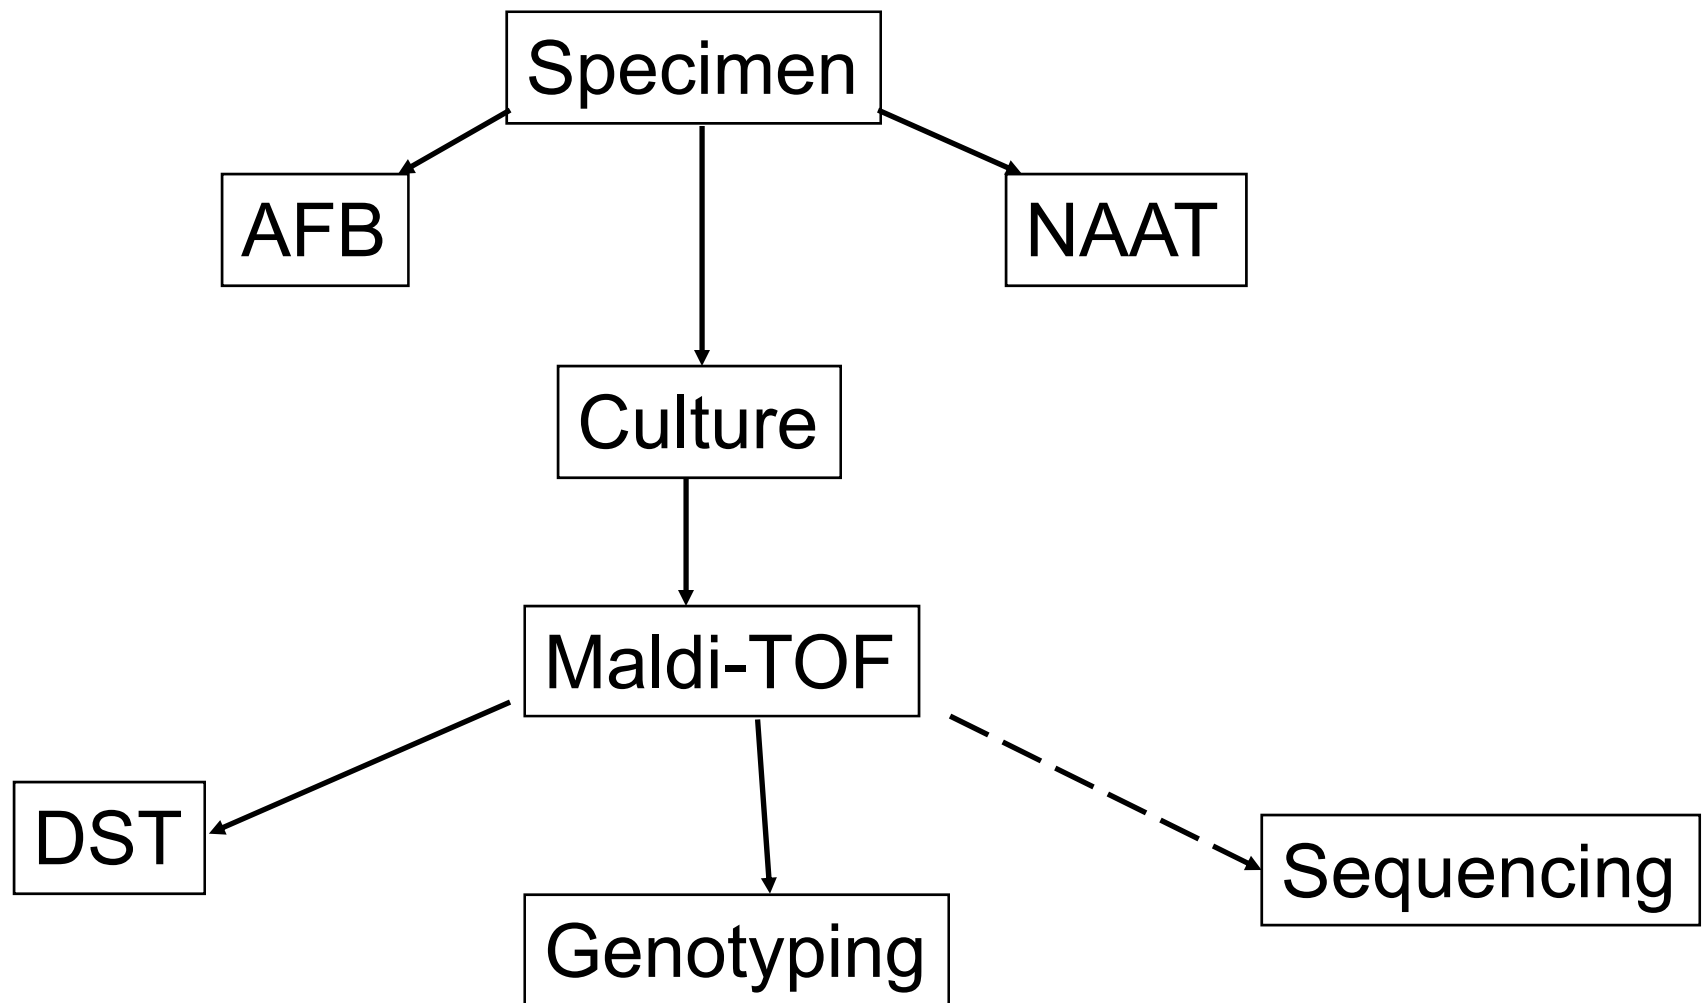 Specimen
AFB
NAAT
Culture
Maldi-TOF
DST
Sequencing
Genotyping